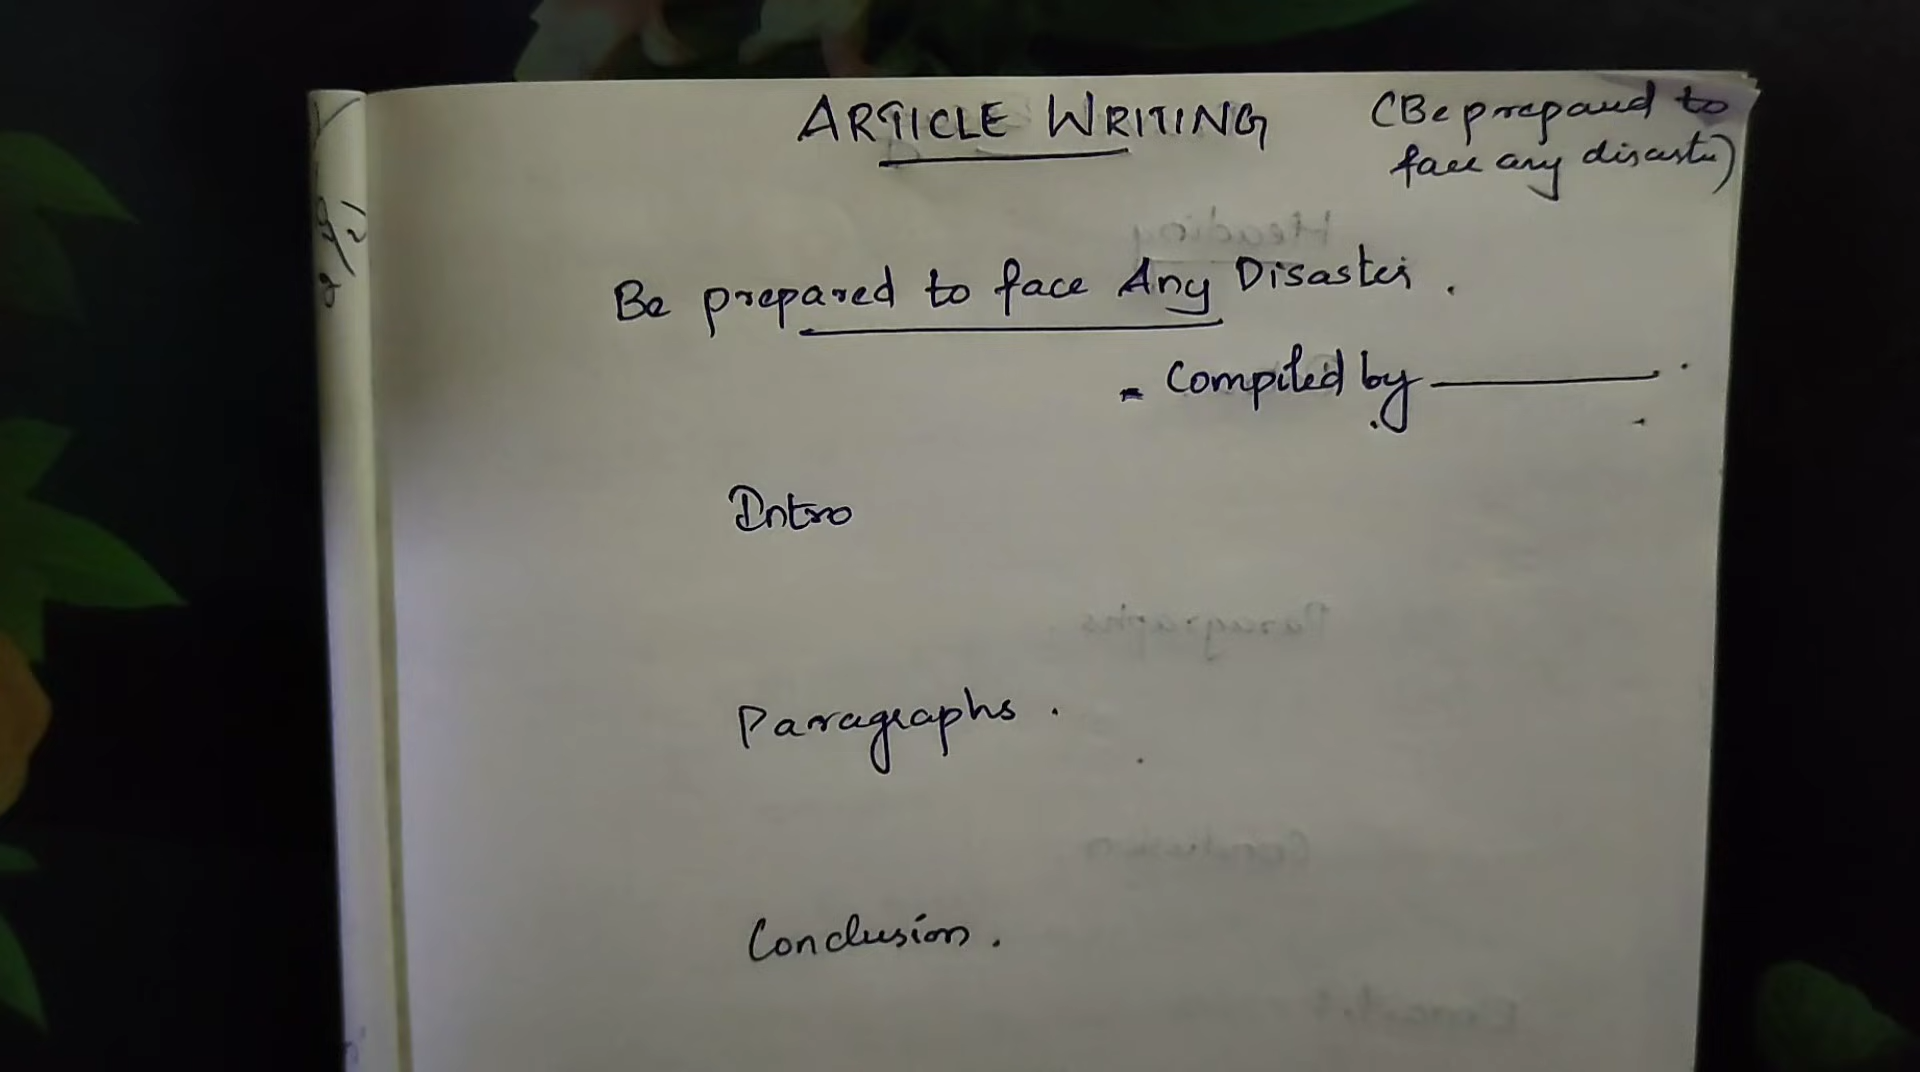 ARTICLE WRITING
(Be prepared to
face any disaster)
Be prepared to face Any Disaster.
- Compiled by
Intro
Paragraphs.
Conclusion.